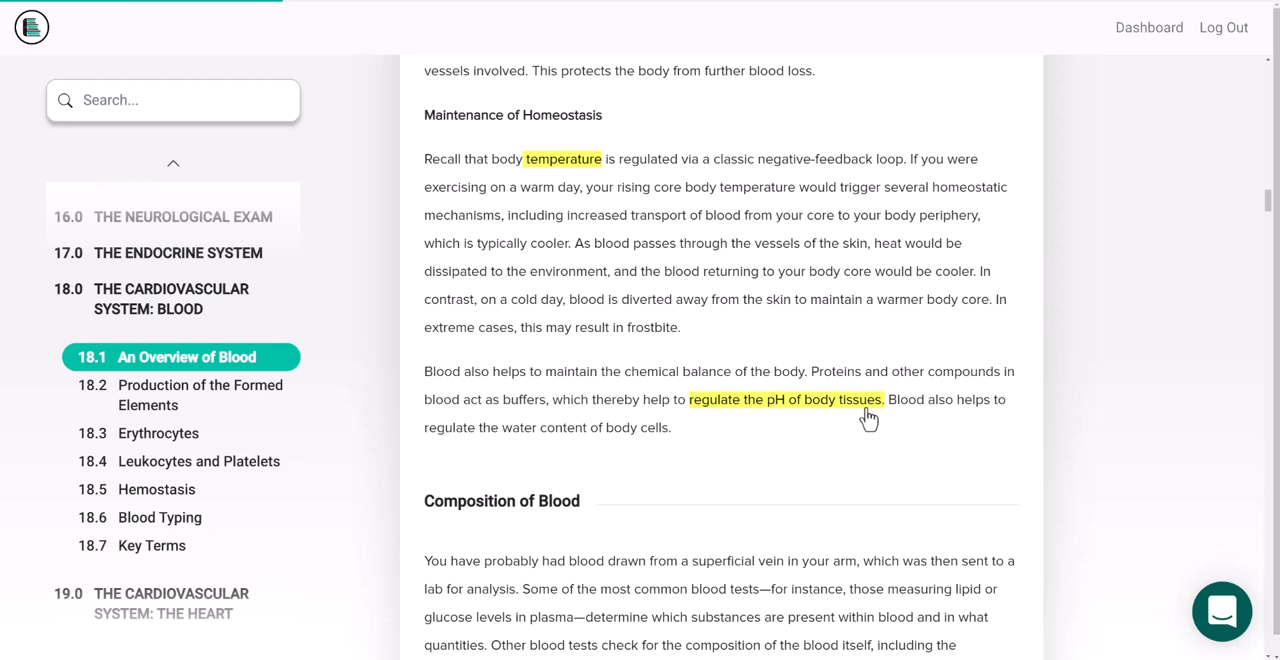 Dashboard Log Out
Search...
16.0 THE NEUROLOGICAL EXAM
17.0 THE ENDOCRINE SYSTEM
18.0 THE CARDIOVASCULAR
SYSTEM: BLOOD
18.1 An Overview of Blood
18.2 Production of the Formed
Elements
18.3 Erythrocytes
18.4 Leukocytes and Platelets
18.5 Hemostasis
18.6 Blood Typing
18.7 Key Terms
19.0 THE CARDIOVASCULAR
SYSTEM: THE HEART
vessels involved. This protects the body from further blood loss.
Maintenance of Homeostasis
Recall that body temperature is regulated via a classic negative-feedback loop. If you were
exercising on a warm day, your rising core body temperature would trigger several homeostatic
mechanisms, including increased transport of blood from your core to your body periphery,
which is typically cooler. As blood passes through the vessels of the skin, heat would be
dissipated to the environment, and the blood returning to your body core would be cooler. In
contrast, on a cold day, blood is diverted away from the skin to maintain a warmer body core. In
extreme cases, this may result in frostbite.
Blood also helps to maintain the chemical balance of the body. Proteins and other compounds in
blood act as buffers, which thereby help to regulate the pH of body tissues. Blood also helps to
regulate the water content of body cells.
Composition of Blood
You have probably had blood drawn from a superficial vein in your arm, which was then sent to a
lab for analysis. Some of the most common blood tests—for instance, those measuring lipid or
glucose levels in plasma—determine which substances are present within blood and in what
quantities. Other blood tests check for the composition of the blood itself, including the